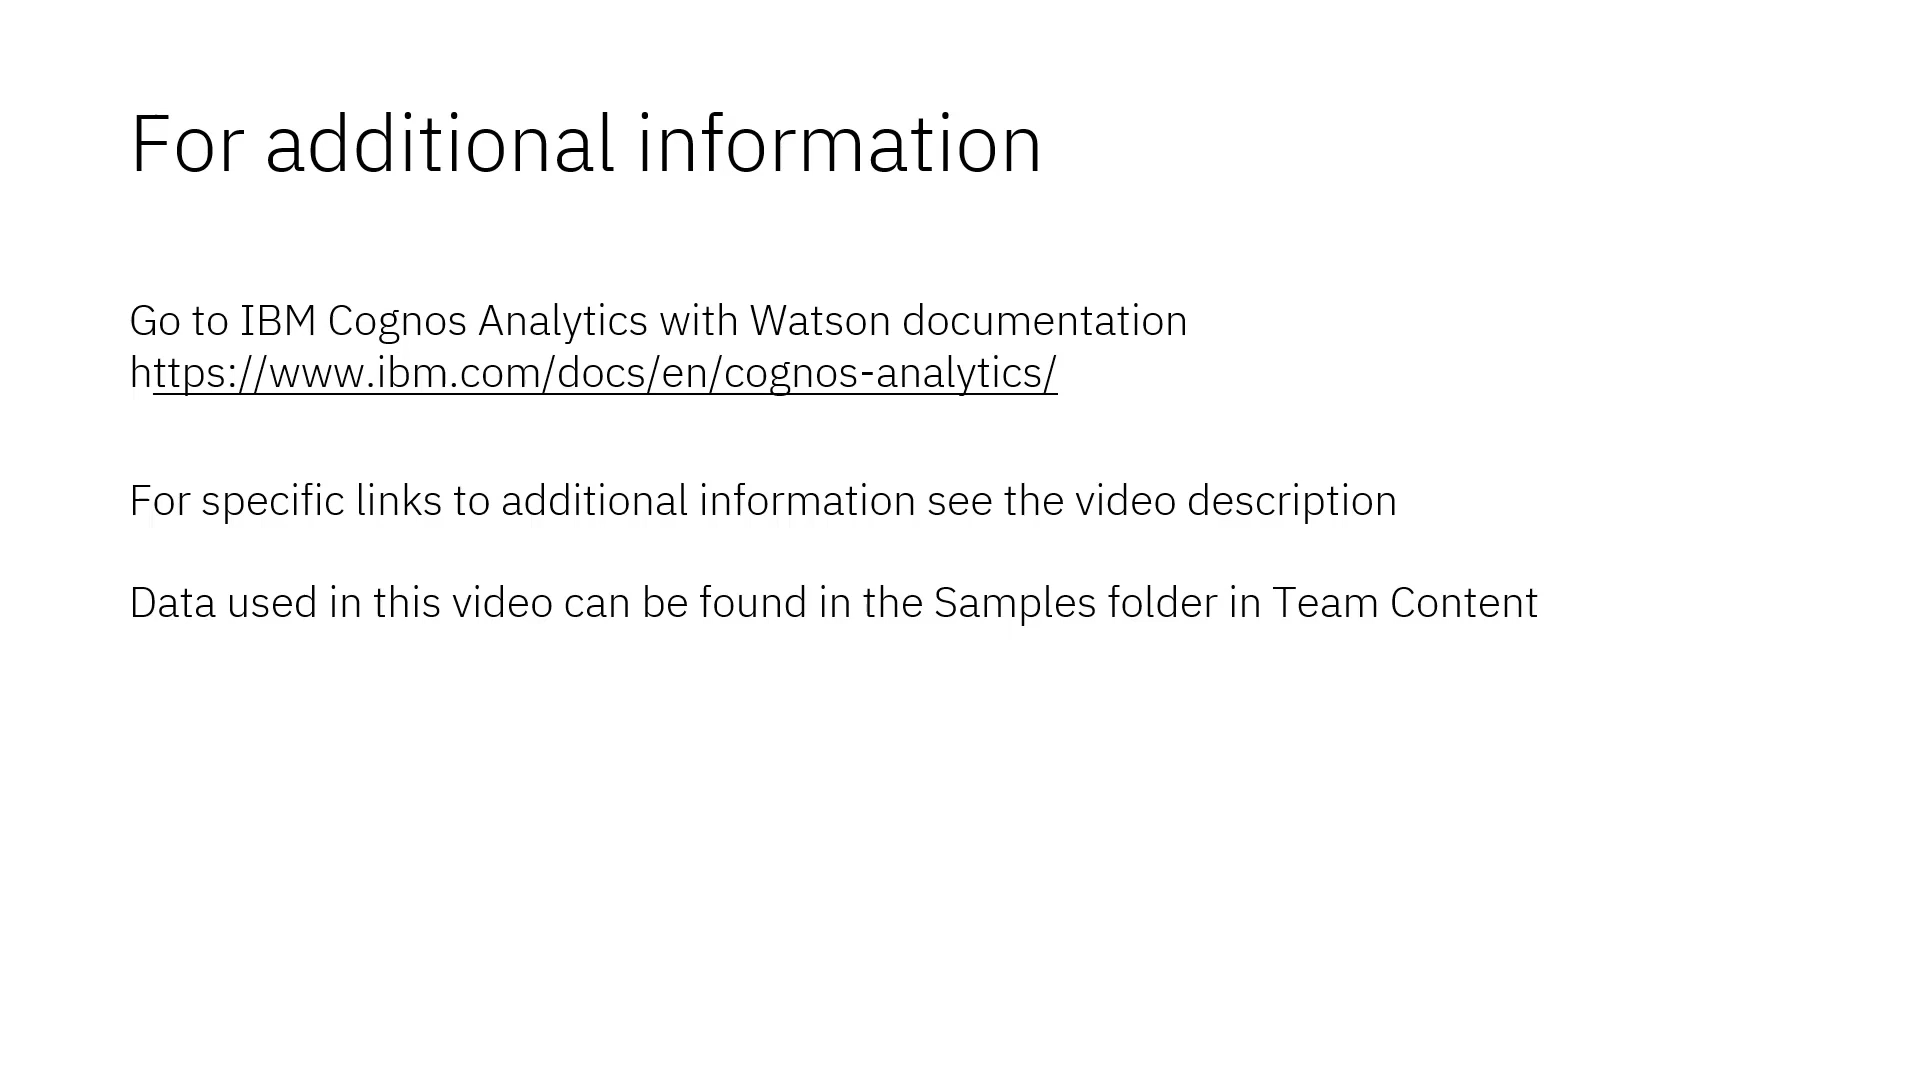 For additional information
Go to IBM Cognos Analytics with Watson documentation
https://www.ibm.com/docs/en/cognos-analytics/
For specific links to additional information see the video description
Data used in this video can be found in the Samples folder in Team Content